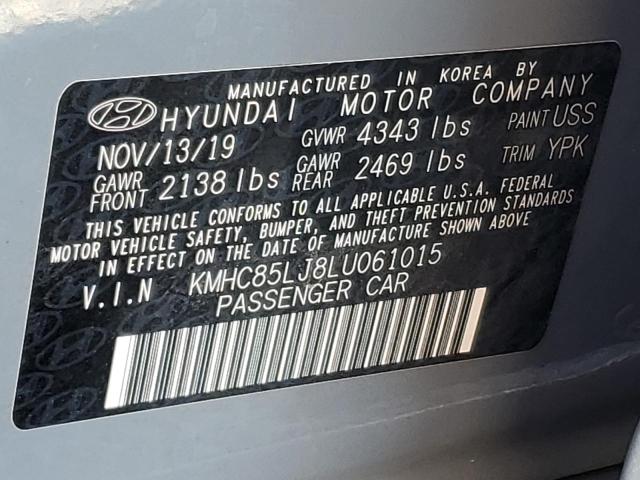 MANUFACTURED IN KOREA BY
HYUNDAI MOTOR COMPANY
NOV/13/19 GVWR 4343 lbs PAINT USS
GAWR FRONT 2138 lbs GAWR REAR 2469 lbs TRIM YPK
THIS VEHICLE CONFORMS TO ALL APPLICABLE U.S.A. FEDERAL
MOTOR VEHICLE SAFETY, BUMPER, AND THEFT PREVENTION STANDARDS
IN EFFECT ON THE DATE OF MANUFACTURE SHOWN ABOVE
V.I.N KMHC85LJ8LU061015
PASSENGER CAR